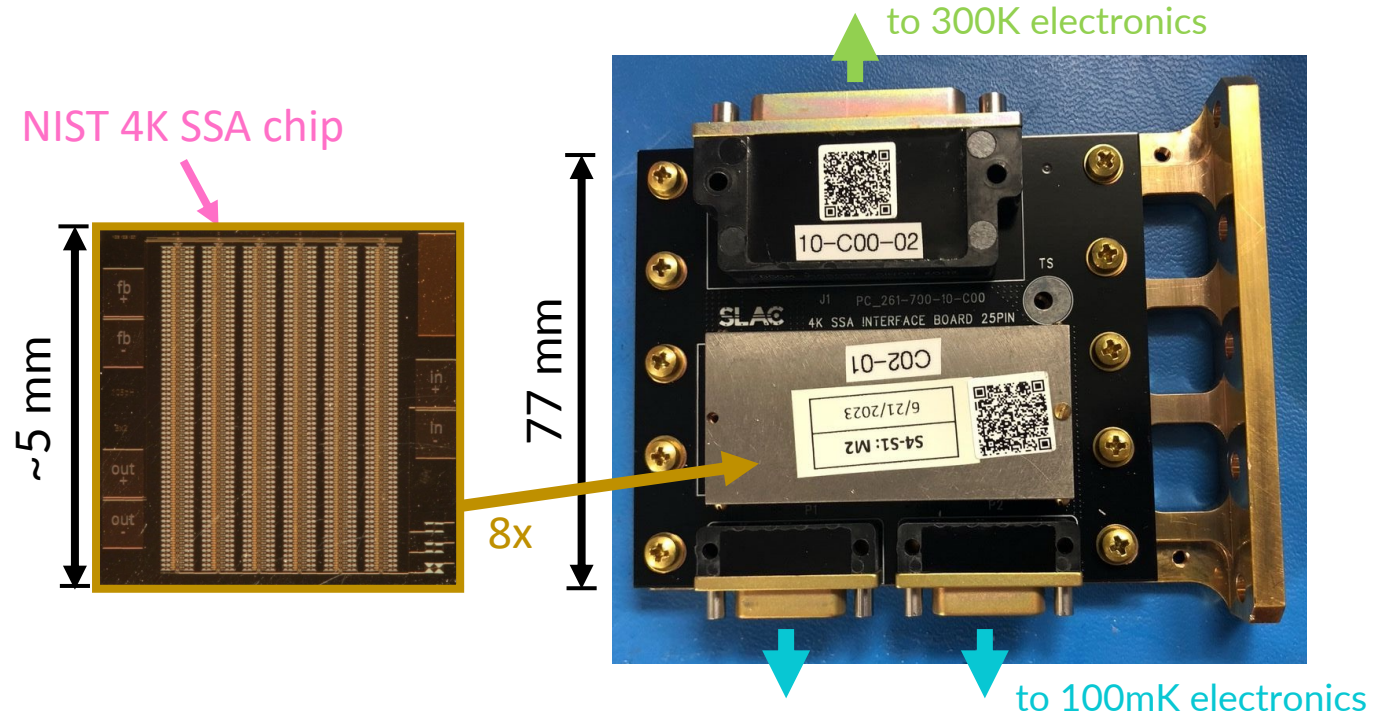 to 300K electronics
NIST 4K SSA chip
~5 mm
fb
+
fb
-
out
+
out
-
in
+
in
-
8x
77 mm
10-C00-02
TS
J1 PC_261-700-10-C00
SLAC
4K SSA INTERFACE BOARD 25PIN
C02-01
6/21/2023
S4-S1: M2
P1
P2
to 100mK electronics